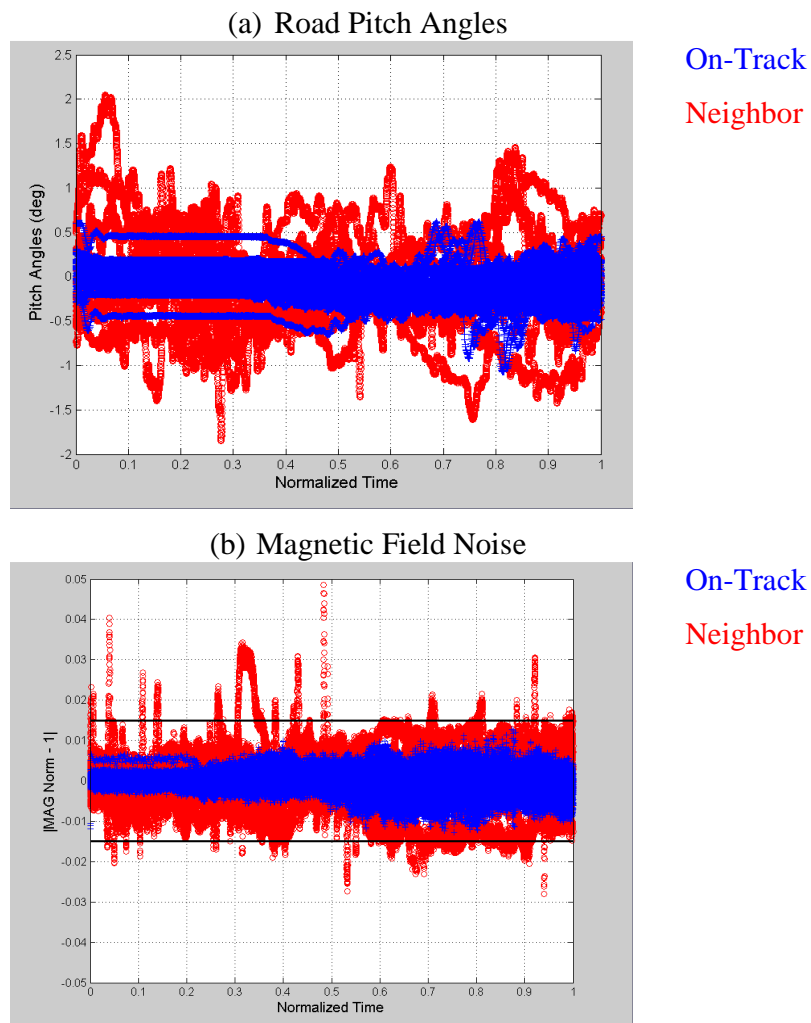 (a) Road Pitch Angles
On-Track
Neighbor
2.5
2
1.5
1
0.5
0
-0.5
-1
-1.5
-2
Pitch Angles (deg)
0 0.1 0.2 0.3 0.4 0.5 0.6 0.7 0.8 0.9 1
Normalized Time
(b) Magnetic Field Noise
On-Track
Neighbor
0.05
0.04
0.03
0.02
0.01
0
-0.01
-0.02
-0.03
-0.04
-0.05
|MAG Norm - 1|
0 0.1 0.2 0.3 0.4 0.5 0.6 0.7 0.8 0.9 1
Normalized Time